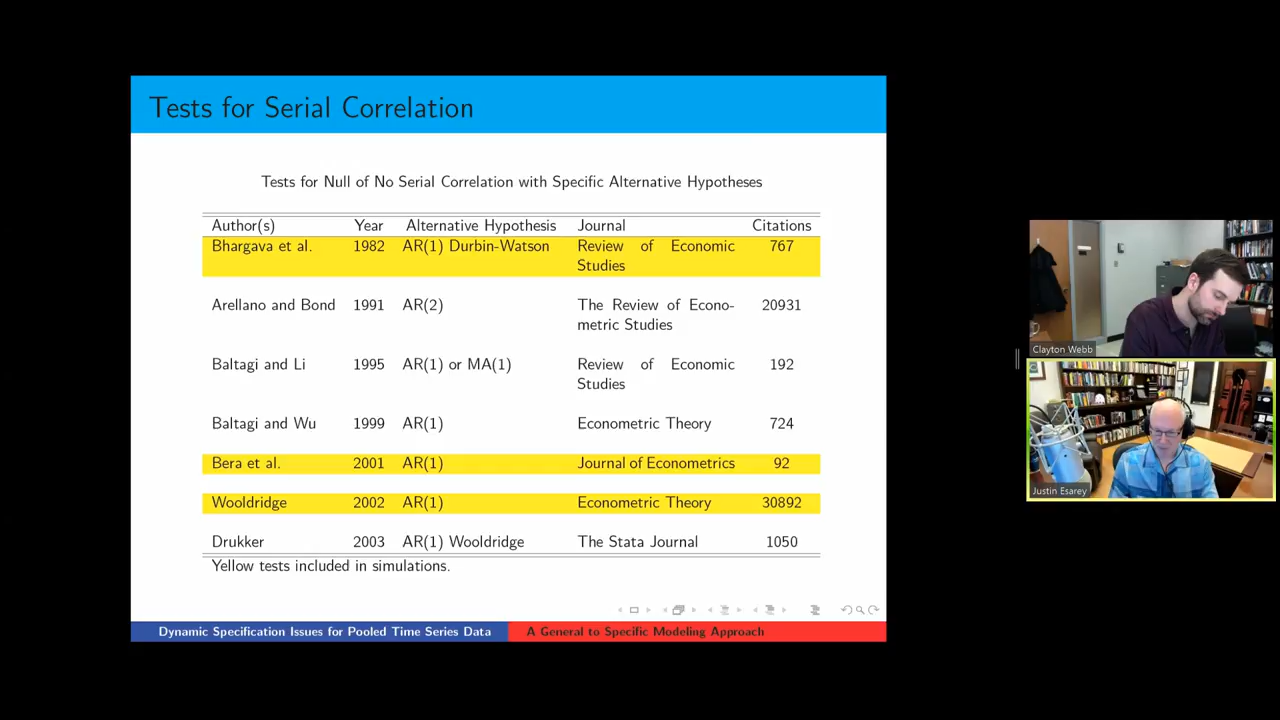 Tests for Serial Correlation
Tests for Null of No Serial Correlation with Specific Alternative Hypotheses
Author(s) Year Alternative Hypothesis Journal Citations
Bhargava et al. 1982 AR(1) Durbin-Watson Review of Economic 767
Studies
Arellano and Bond 1991 AR(2) The Review of Econo- 20931
metric Studies
Baltagi and Li 1995 AR(1) or MA(1) Review of Economic 192
Studies
Baltagi and Wu 1999 AR(1) Econometric Theory 724
Bera et al. 2001 AR(1) Journal of Econometrics 92
Wooldridge 2002 AR(1) Econometric Theory 30892
Drukker 2003 AR(1) Wooldridge The Stata Journal 1050
Yellow tests included in simulations.
Dynamic Specification Issues for Pooled Time Series Data A General to Specific Modeling Approach
Clayton Webb
Justin Esarey